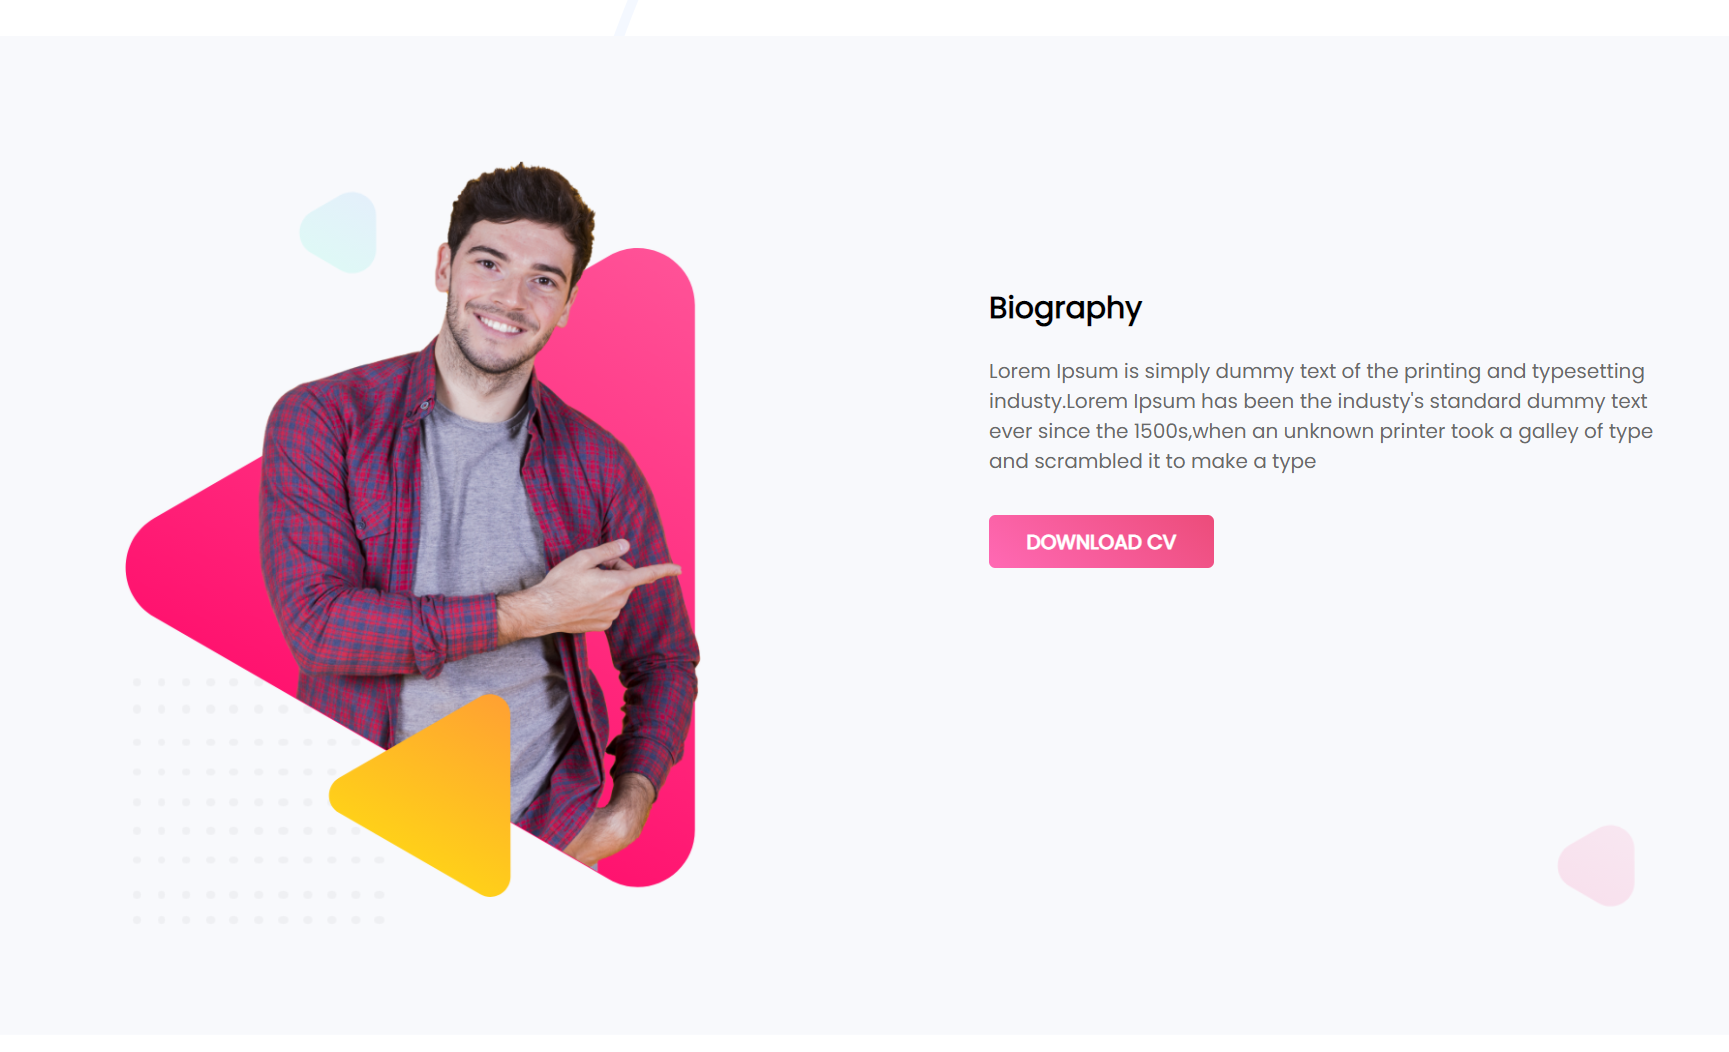 Biography
Lorem Ipsum is simply dummy text of the printing and typesetting
industy.Lorem Ipsum has been the industy's standard dummy text
ever since the 1500s,when an unknown printer took a galley of type
and scrambled it to make a type
DOWNLOAD CV